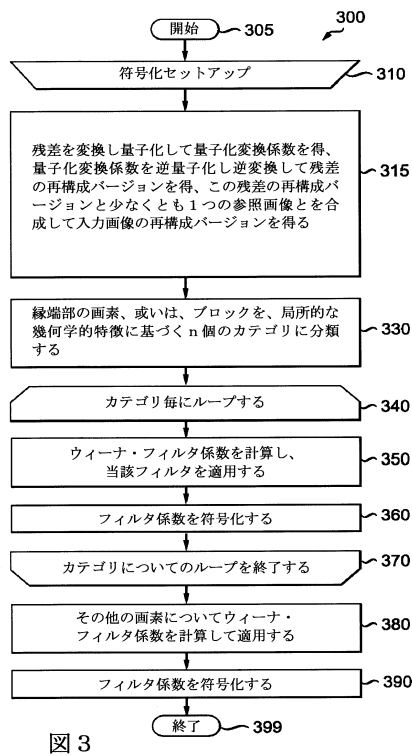 300
開始
305
符号化セットアップ
310
残差を変換し量子化して量子化変換係数を得、
量子化変換係数を逆量子化し逆変換して残差
の再構成バージョンを得、この残差の再構成バー
ジョンと少なくとも１つの参照画像とを合
成して入力画像の再構成バージョンを得る
315
縁端部の画素、或いは、ブロックを、局所的な
幾何学的特徴に基づくｎ個のカテゴリに分類
する
330
カテゴリ毎にループする
340
ウィーナ・フィルタ係数を計算し、
当該フィルタを適用する
350
フィルタ係数を符号化する
360
カテゴリについてのループを終了する
370
その他の画素についてウィーナ・
フィルタ係数を計算して適用する
380
フィルタ係数を符号化する
390
終了
399
図３